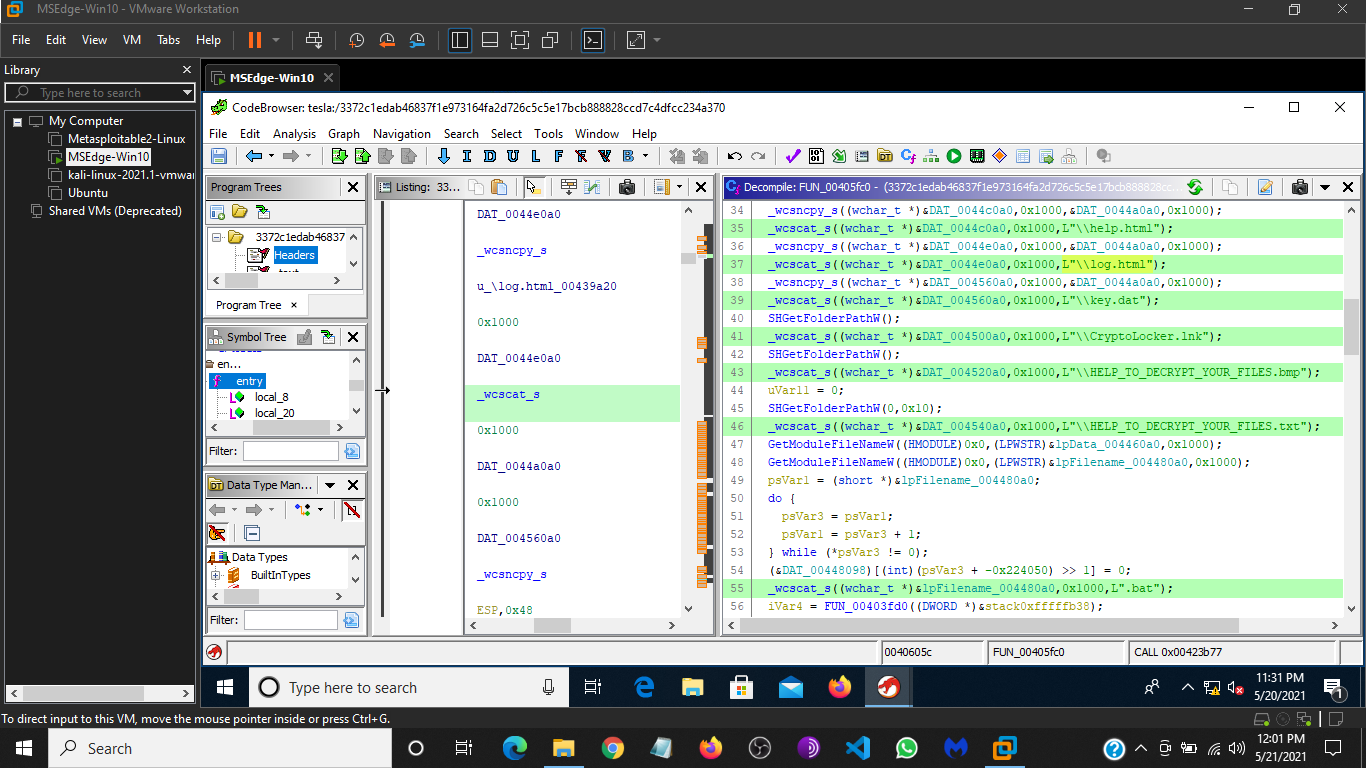 MSEdge-Win10 - VMware Workstation
File Edit View VM Tabs Help
Library
Type here to search
My Computer
Metasploitable2-Linux
MSEdge-Win10
kali-linux-2021.1-vmwar
Ubuntu
Shared VMs (Deprecated)
MSEdge-Win10
CodeBrowser: tesla:/3372c1edab46837f1e973164fa2d726c5c5e17bcb888828ccd7c4dfcc234a370
File Edit Analysis Graph Navigation Search Select Tools Window Help
I D U L F R V B
Program Trees
3372c1edab46837
Headers
.text
Program Tree
Symbol Tree
en...
entry
local_8
local_20
Filter:
Data Type Man...
Data Types
BuiltInTypes
Filter:
Listing: 33...
DAT_0044e0a0
_wcsncpy_s
u_\log.html_00439a20
0x1000
DAT_0044e0a0
_wcscat_s
0x1000
DAT_0044a0a0
0x1000
DAT_004560a0
_wcsncpy_s
ESP,0x48
Decompile: FUN_00405fc0 - (3372c1edab46837f1e973164fa2d726c5c5e17bcb888828cc...
34 _wcsncpy_s((wchar_t *)&DAT_0044c0a0,0x1000,&DAT_0044a0a0,0x1000);
35 _wcscat_s((wchar_t *)&DAT_0044c0a0,0x1000,L"\\help.html");
36 _wcsncpy_s((wchar_t *)&DAT_0044e0a0,0x1000,&DAT_0044a0a0,0x1000);
37 _wcscat_s((wchar_t *)&DAT_0044e0a0,0x1000,L"\\log.html");
38 _wcsncpy_s((wchar_t *)&DAT_004560a0,0x1000,&DAT_0044a0a0,0x1000);
39 _wcscat_s((wchar_t *)&DAT_004560a0,0x1000,L"\\key.dat");
40 SHGetFolderPathW();
41 _wcscat_s((wchar_t *)&DAT_004500a0,0x1000,L"\\CryptoLocker.lnk");
42 SHGetFolderPathW();
43 _wcscat_s((wchar_t *)&DAT_004520a0,0x1000,L"\\HELP_TO_DECRYPT_YOUR_FILES.bmp");
44 uVar11 = 0;
45 SHGetFolderPathW(0,0x10);
46 _wcscat_s((wchar_t *)&DAT_004540a0,0x1000,L"\\HELP_TO_DECRYPT_YOUR_FILES.txt");
47 GetModuleFileNameW((HMODULE)0x0,(LPWSTR)&lpData_004460a0,0x1000);
48 GetModuleFileNameW((HMODULE)0x0,(LPWSTR)&lpFilename_004480a0,0x1000);
49 psVar1 = (short *)&lpFilename_004480a0;
50 do {
51 psVar3 = psVar1;
52 psVar1 = psVar3 + 1;
53 } while (*psVar3 != 0);
54 (&DAT_00448098)[(int)(psVar3 + -0x224050) >> 1] = 0;
55 _wcscat_s((wchar_t *)&lpFilename_004480a0,0x1000,L".bat");
56 iVar4 = FUN_00403fd0((DWORD *)&stack0xfffffb38);
0040605c
FUN_00405fc0
CALL 0x00423b77
Type here to search
11:31 PM
5/20/2021
1
To direct input to this VM, move the mouse pointer inside or press Ctrl+G.
Search
12:01 PM
5/21/2021